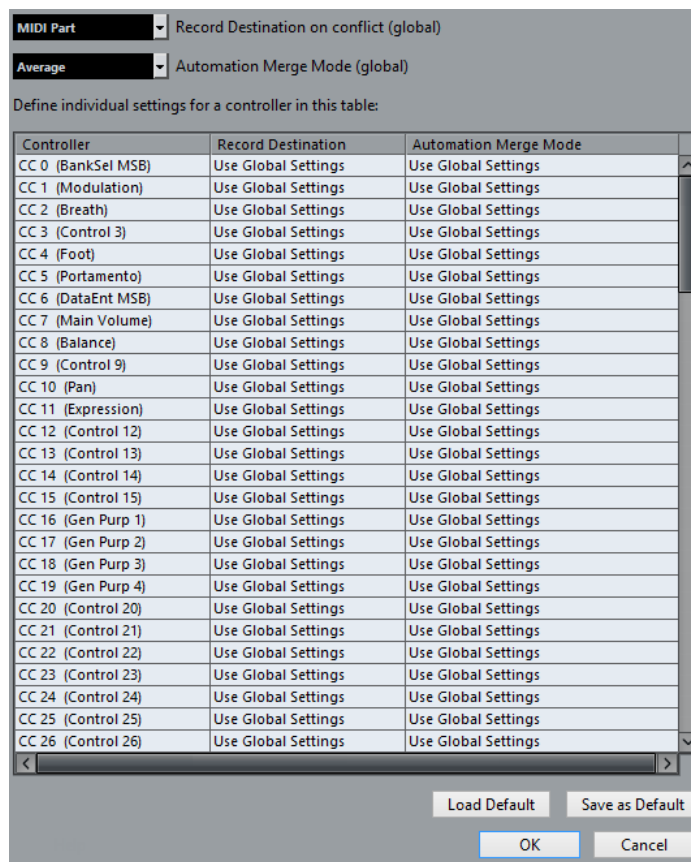 MIDI Part Record Destination on conflict (global)
Average Automation Merge Mode (global)
Define individual settings for a controller in this table:
Controller Record Destination Automation Merge Mode
CC 0 (BankSel MSB) Use Global Settings Use Global Settings
CC 1 (Modulation) Use Global Settings Use Global Settings
CC 2 (Breath) Use Global Settings Use Global Settings
CC 3 (Control 3) Use Global Settings Use Global Settings
CC 4 (Foot) Use Global Settings Use Global Settings
CC 5 (Portamento) Use Global Settings Use Global Settings
CC 6 (DataEnt MSB) Use Global Settings Use Global Settings
CC 7 (Main Volume) Use Global Settings Use Global Settings
CC 8 (Balance) Use Global Settings Use Global Settings
CC 9 (Control 9) Use Global Settings Use Global Settings
CC 10 (Pan) Use Global Settings Use Global Settings
CC 11 (Expression) Use Global Settings Use Global Settings
CC 12 (Control 12) Use Global Settings Use Global Settings
CC 13 (Control 13) Use Global Settings Use Global Settings
CC 14 (Control 14) Use Global Settings Use Global Settings
CC 15 (Control 15) Use Global Settings Use Global Settings
CC 16 (Gen Purp 1) Use Global Settings Use Global Settings
CC 17 (Gen Purp 2) Use Global Settings Use Global Settings
CC 18 (Gen Purp 3) Use Global Settings Use Global Settings
CC 19 (Gen Purp 4) Use Global Settings Use Global Settings
CC 20 (Control 20) Use Global Settings Use Global Settings
CC 21 (Control 21) Use Global Settings Use Global Settings
CC 22 (Control 22) Use Global Settings Use Global Settings
CC 23 (Control 23) Use Global Settings Use Global Settings
CC 24 (Control 24) Use Global Settings Use Global Settings
CC 25 (Control 25) Use Global Settings Use Global Settings
CC 26 (Control 26) Use Global Settings Use Global Settings
Load Default Save as Default
OK Cancel